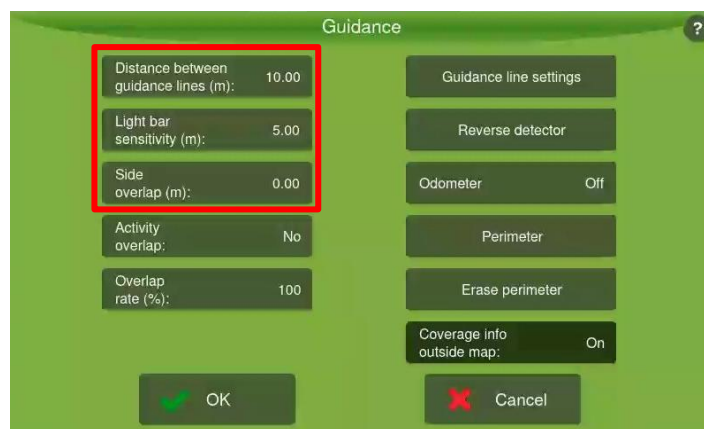 Guidance
?
Distance between
guidance lines (m): 10.00
Light bar
sensitivity (m): 5.00
Side
overlap (m): 0.00
Activity
overlap: No
Overlap
rate (%): 100
Guidance line settings
Reverse detector
Odometer Off
Perimeter
Erase perimeter
Coverage info
outside map: On
OK
Cancel